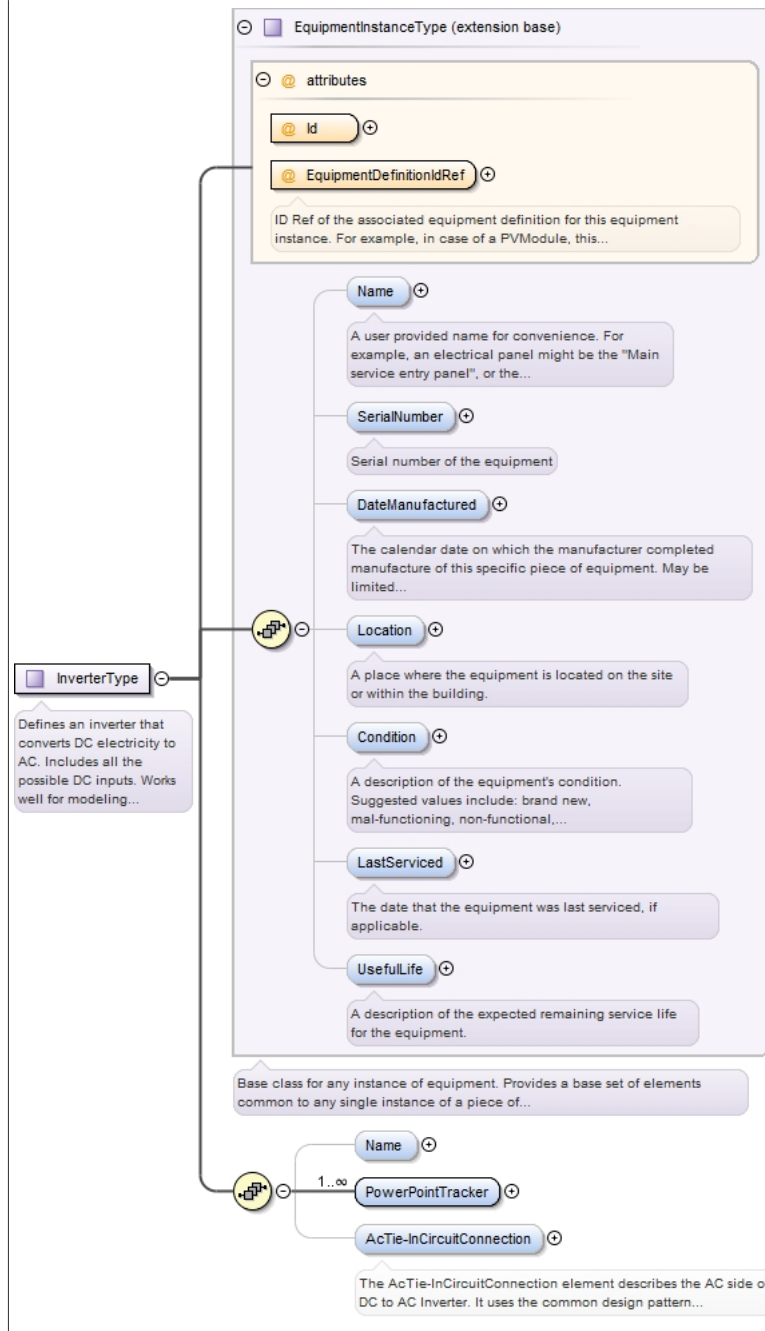 EquipmentInstanceType (extension base)
@ attributes
@ Id
@ EquipmentDefinitionIdRef
ID Ref of the associated equipment definition for this equipment
instance. For example, in case of a PVModule, this...
Name
A user provided name for convenience. For
example, an electrical panel might be the "Main
service entry panel", or the...
SerialNumber
Serial number of the equipment
DateManufactured
The calendar date on which the manufacturer completed
manufacture of this specific piece of equipment. May be
limited...
Location
A place where the equipment is located on the site
or within the building.
InverterType
Defines an inverter that
converts DC electricity to
AC. Includes all the
possible DC inputs. Works
well for modeling...
Condition
A description of the equipment's condition.
Suggested values include: brand new,
mal-functioning, non-functional,...
LastServiced
The date that the equipment was last serviced, if
applicable.
UsefulLife
A description of the expected remaining service life
for the equipment.
Base class for any instance of equipment. Provides a base set of elements
common to any single instance of a piece of...
Name
1..∞
PowerPointTracker
AcTie-InCircuitConnection
The AcTie-InCircuitConnection element describes the AC side o
DC to AC Inverter. It uses the common design pattern...